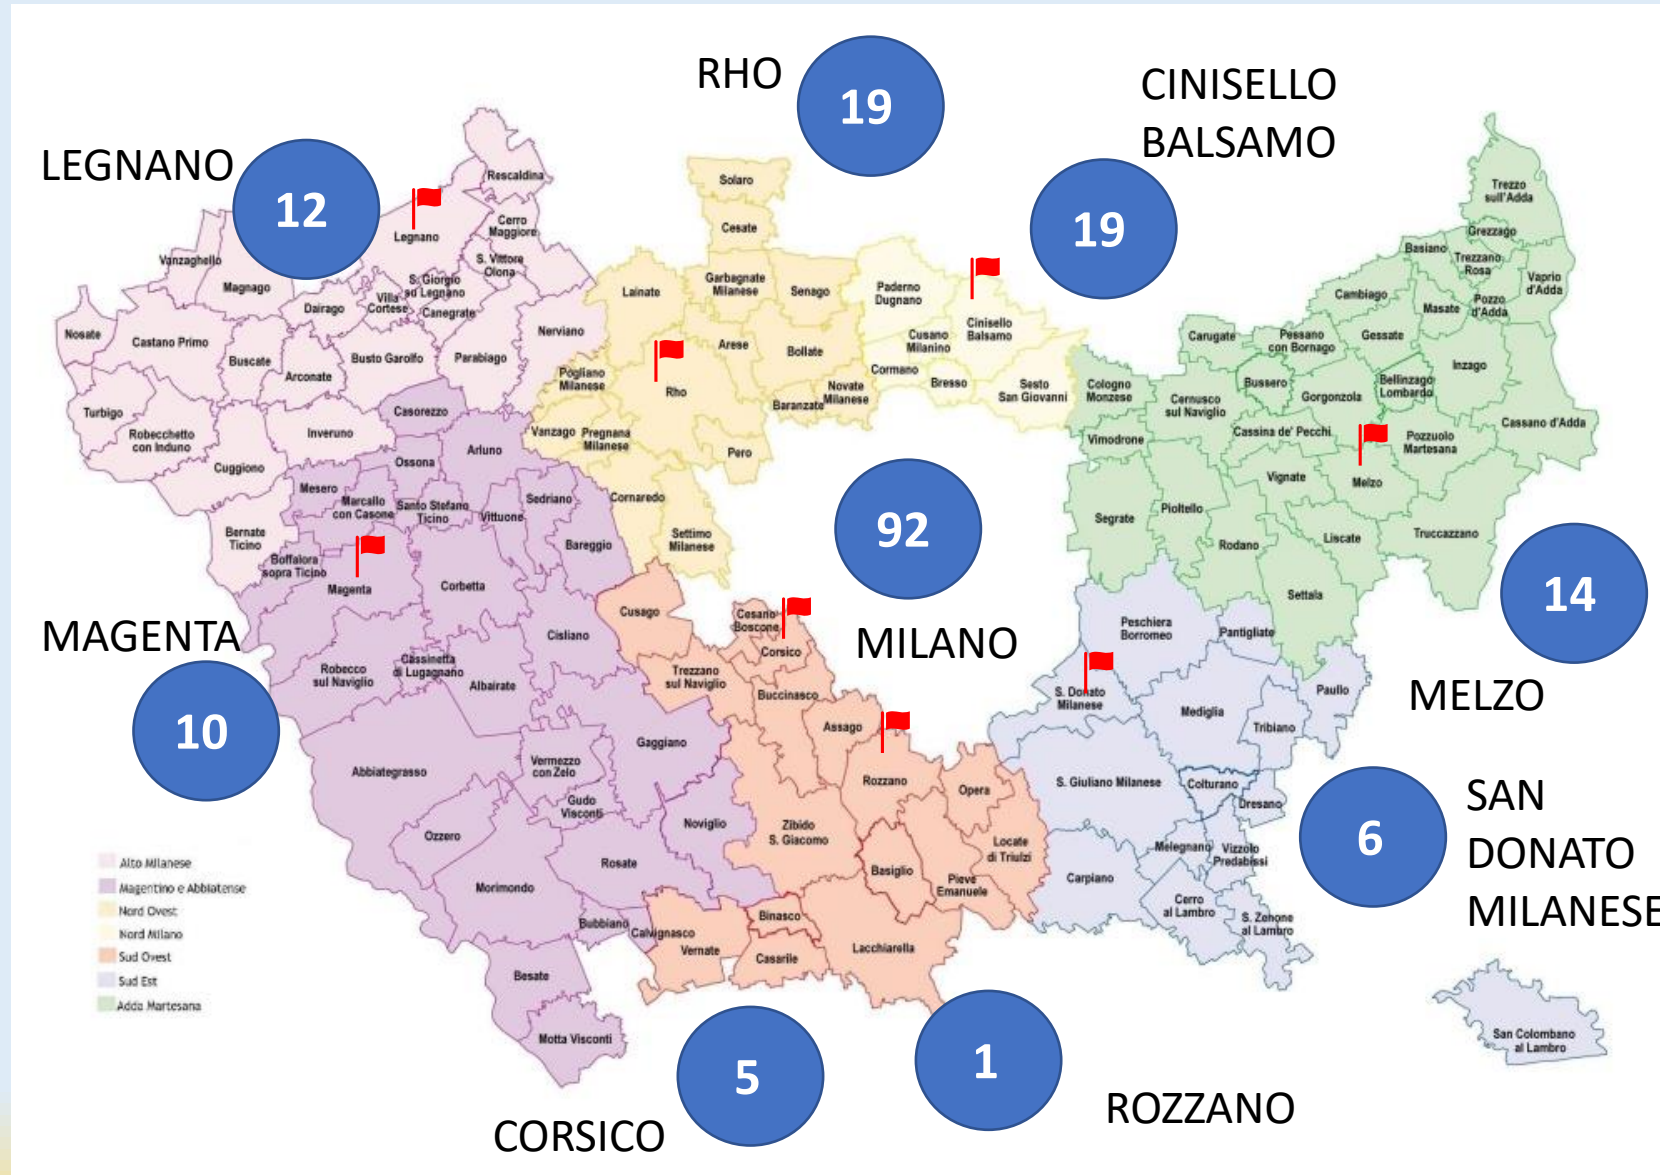 RHO
19
CINISELLO
BALSAMO
19
LEGNANO
12
Rescaldina
Legnano
Cerro
Maggiore
Vanzaghello
Magnago
S. Vittore
Olona
S. Giorgio
su Legnano
Villa
Cortese
Dairago
Canegrate
Nosate
Castano Primo
Buscate
Arconate
Busto Garolfo
Parabiago
Nerviano
Turbigo
Robecchetto
con Induno
Inveruno
Cuggiono
Bernate
Ticino
Solaro
Cesate
Lainate
Garbagnate
Milanese
Senago
Arese
Bollate
Pogliano
Milanese
Rho
Baranzate
Novate
Milanese
Vanzago
Pregnana
Milanese
Pero
Cornaredo
Settimo
Milanese
Paderno
Dugnano
Cusano
Milanino
Cinisello
Balsamo
Cormano
Bresso
Sesto
San Giovanni
Trezzo
sull'Adda
Grezzago
Basiano
Trezzano
Rosa
Vaprio
d'Adda
Cambiago
Masate
Pozzo
d'Adda
Carugate
Pessano
con Bornago
Gessate
Inzago
Cologno
Monzese
Cernusco
sul Naviglio
Bussero
Gorgonzola
Bellinzago
Lombardo
Cassano d'Adda
Vimodrone
Cassina de' Pecchi
Pozzuolo
Martesana
Vignate
Melzo
Segrate
Pioltello
Rodano
Liscate
Truccazzano
Settala
Casorezzo
Arluno
Ossona
Mesero
Marcallo
con Casone
Santo Stefano
Ticino
Vittuone
Sedriano
Bareggio
Boffalora
sopra Ticino
Magenta
Corbetta
Cisliano
Robecco
sul Naviglio
Cassinetta
di Lugagnano
Albairate
Abbiategrasso
Vermezzo
con Zelo
Gaggiano
Gudo
Visconti
Ozzero
Noviglio
Rosate
Morimondo
Bubbiano
Calvignasco
Besate
Motta Visconti
92
MILANO
14
MELZO
MAGENTA
10
Cusago
Cesano
Boscone
Corsico
Trezzano
sul Naviglio
Buccinasco
Assago
Rozzano
Opera
Zibido
S. Giacomo
Locate
di Triulzi
Basiglio
Pieve
Emanuele
Binasco
Vernate
Casarile
Lacchiarella
Peschiera
Borromeo
Pantigliate
S. Donato
Milanese
Mediglia
Paullo
Tribiano
S. Giuliano Milanese
Colturano
Dresano
Melegnano
Vizzolo
Predabissi
Carpiano
Cerro
al Lambro
S. Zenone
al Lambro
San Colombano
al Lambro
6
SAN
DONATO
MILANESE
Alto Milanese
Magentino e Abbiatense
Nord Ovest
Nord Milano
Sud Ovest
Sud Est
Adda Martesana
5
CORSICO
1
ROZZANO